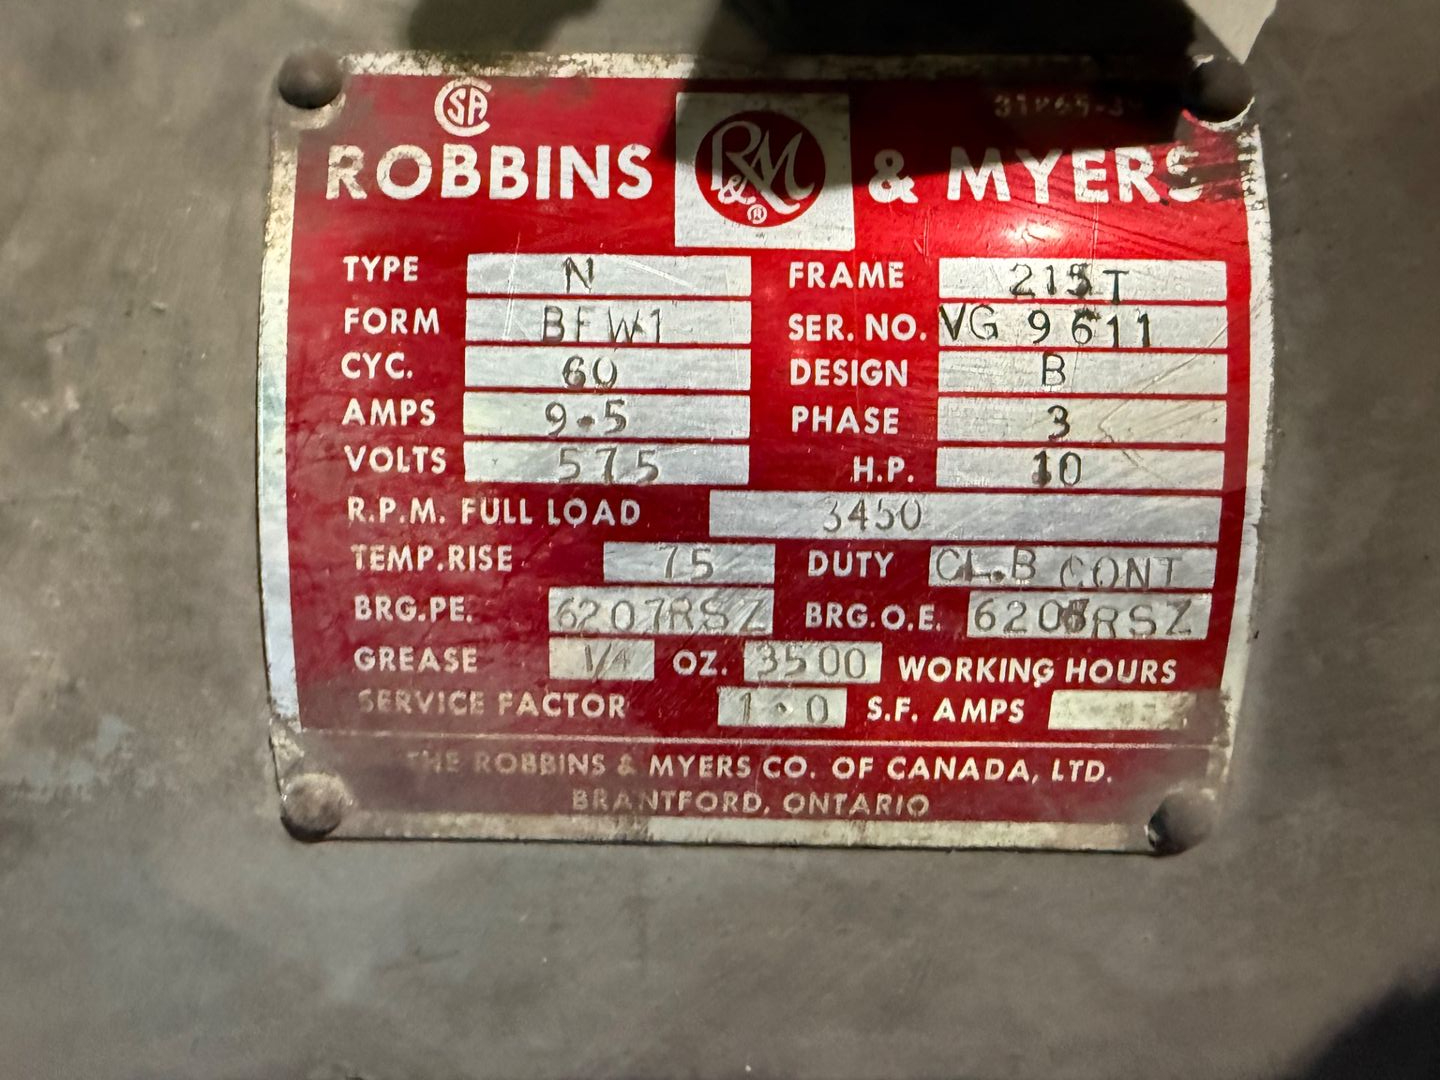 CSA
ROBBINS R&M ® & MYERS
TYPE N FRAME 215T
FORM BFW1 SER. NO. VG 9611
CYC. 60 DESIGN B
AMPS 9.5 PHASE 3
VOLTS 575 H.P. 10
R.P.M. FULL LOAD 3450
TEMP. RISE 75 DUTY CL.B CONT
BRG.PE. 6207RSZ BRG.O.E.
GREASE 1/4 OZ. 3500 WORKING HOURS
SERVICE FACTOR 1.0 S.F. AMPS
THE ROBBINS & MYERS CO. OF CANADA, LTD.
BRANTFORD, ONTARIO